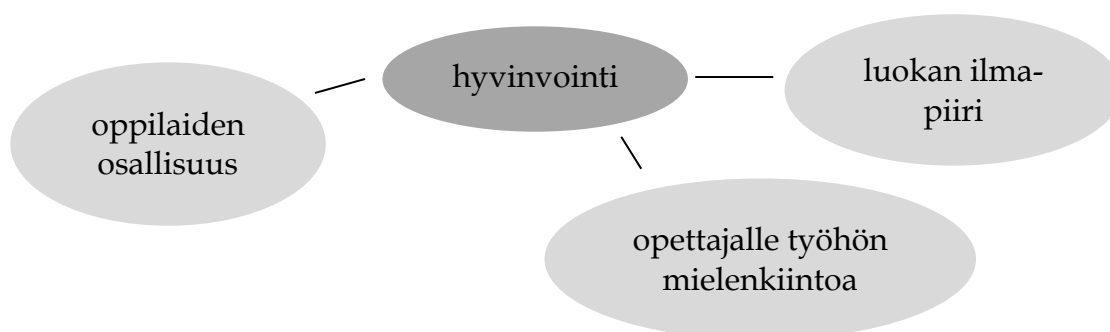 hyvinvointi
luokan ilma-
piiri
oppilaiden
osallisuus
opettajalle työhön
mielenkiintoa